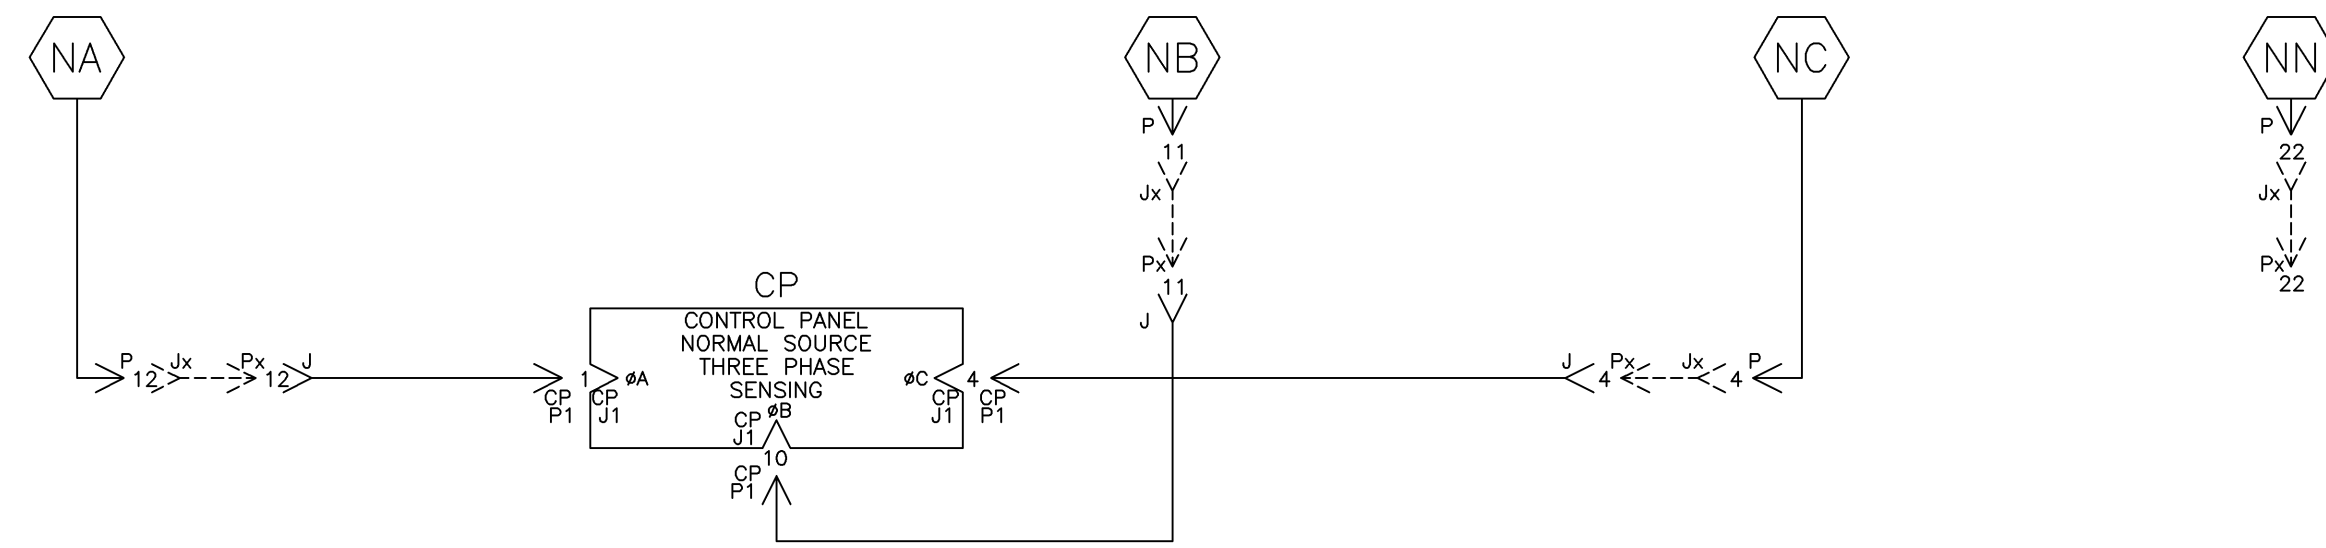 NA
NB
NC
NN
P
11
Jx
Px
11
J
P
22
Jx
Px
22
CP
CONTROL PANEL
NORMAL SOURCE
THREE PHASE
SENSING
P
12
Jx
Px
12
J
1
øA
øC
4
J
4
Px
Jx
4
P
CP
P1
CP
J1
CP
J1
CP
P1
øB
CP
J1
10
CP
P1